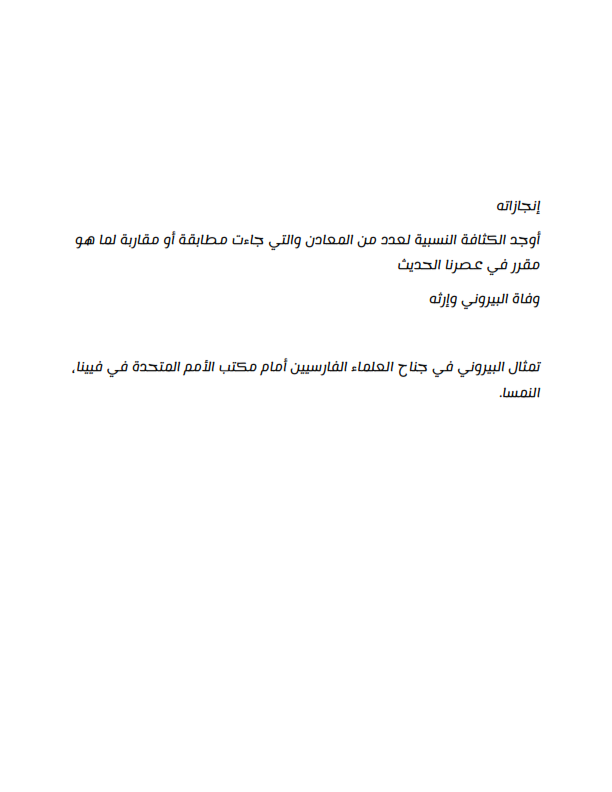 إنجازاته
أوجد الكثافة النسبية لعدد من المعادن والتي جاءت مطابقة أو مقاربة لما هو
مقرر في عصرنا الحديث
وفاة البيروني وإرثه
تمثال البيروني في جناح العلماء الفارسيين أمام مكتب الأمم المتحدة في فيينا،
النمسا.